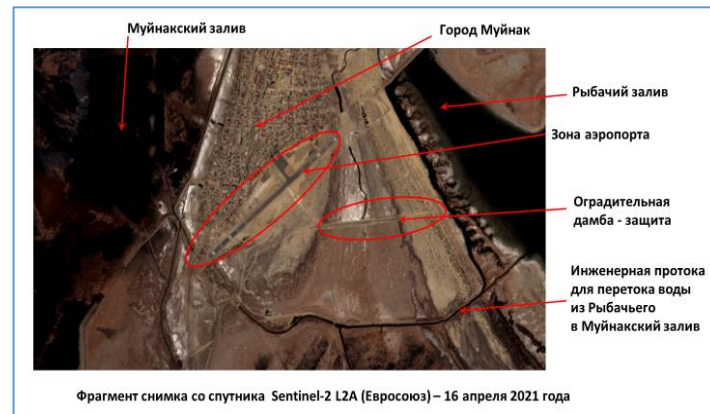 Муйнакский залив
Город Муйнак
Рыбачий залив
Зона аэропорта
Оградительная
дамба - защита
Инженерная протока
для перетока воды
из Рыбачьего
в Муйнакский залив
Фрагмент снимка со спутника Sentinel-2 L2A (Евросоюз) – 16 апреля 2021 года